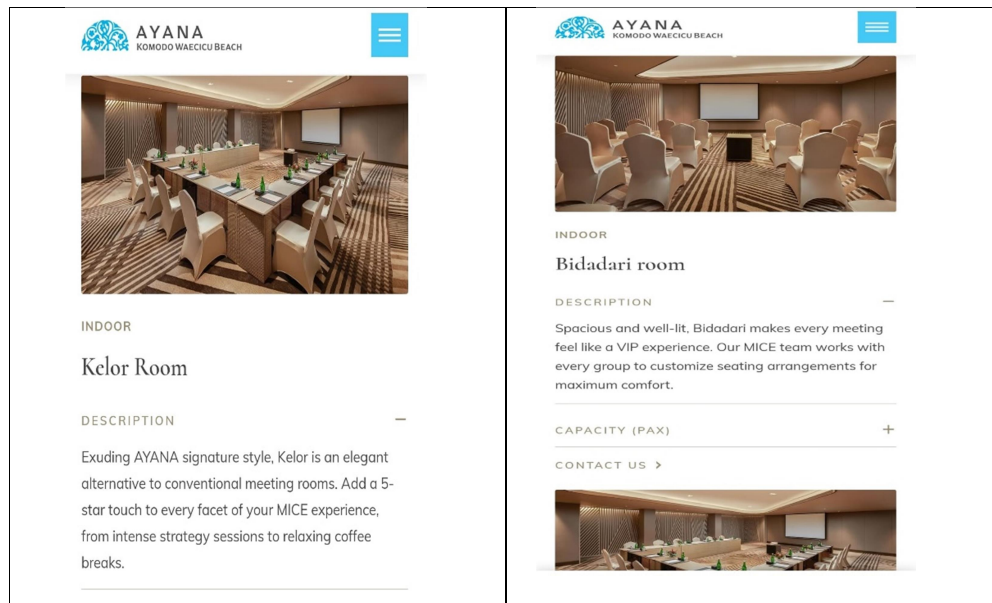 AYANA
KOMODO WAECICU BEACH
INDOOR
Kelor Room
DESCRIPTION
Exuding AYANA signature style, Kelor is an elegant
alternative to conventional meeting rooms. Add a 5-
star touch to every facet of your MICE experience,
from intense strategy sessions to relaxing coffee
breaks.
AYANA
KOMODO WAECICU BEACH
INDOOR
Bidadari room
DESCRIPTION
Spacious and well-lit, Bidadari makes every meeting
feel like a VIP experience. Our MICE team works with
every group to customize seating arrangements for
maximum comfort.
CAPACITY (PAX)
CONTACT US